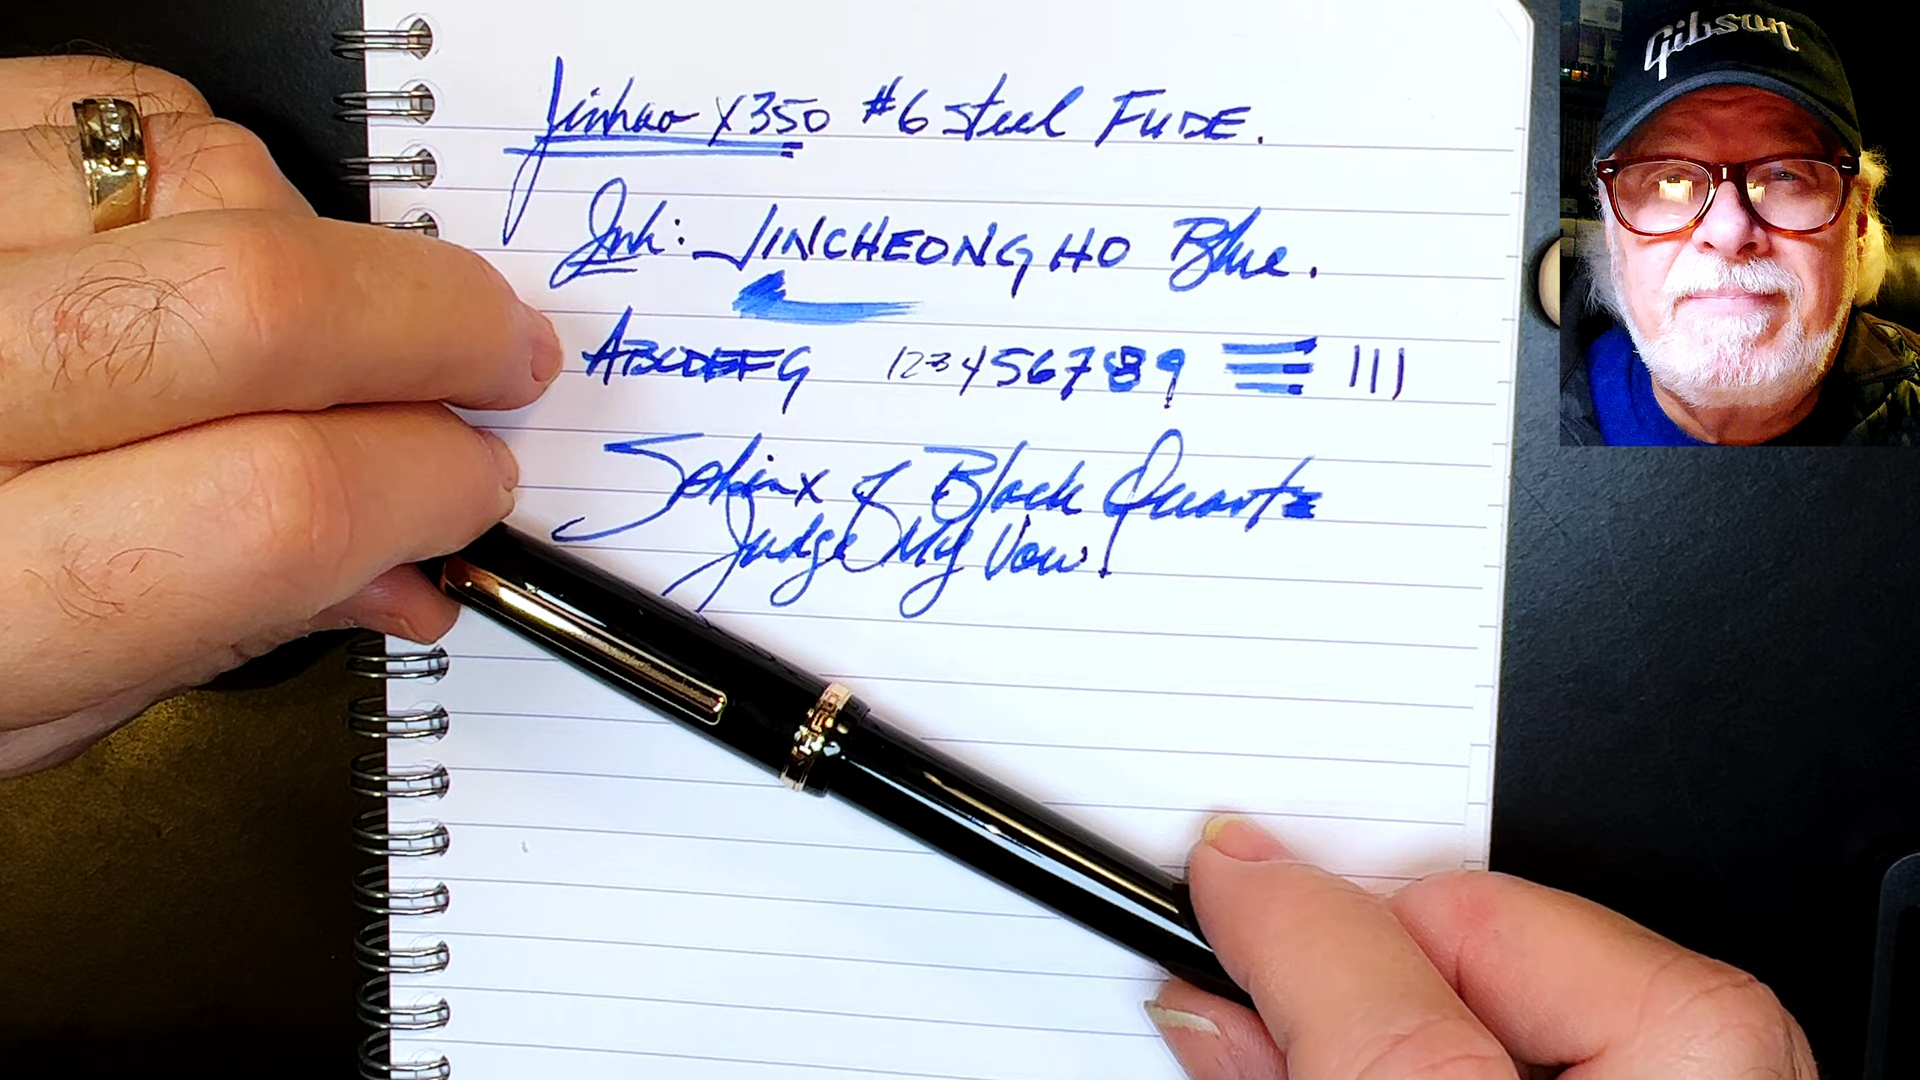 Jinhao X350 #6 Steel FUDE.
Ink: JINCHEONGHO Blue.
ABCDEFG 123456789
Sphinx of Black Quartz
Judge My Vow!
Gibson